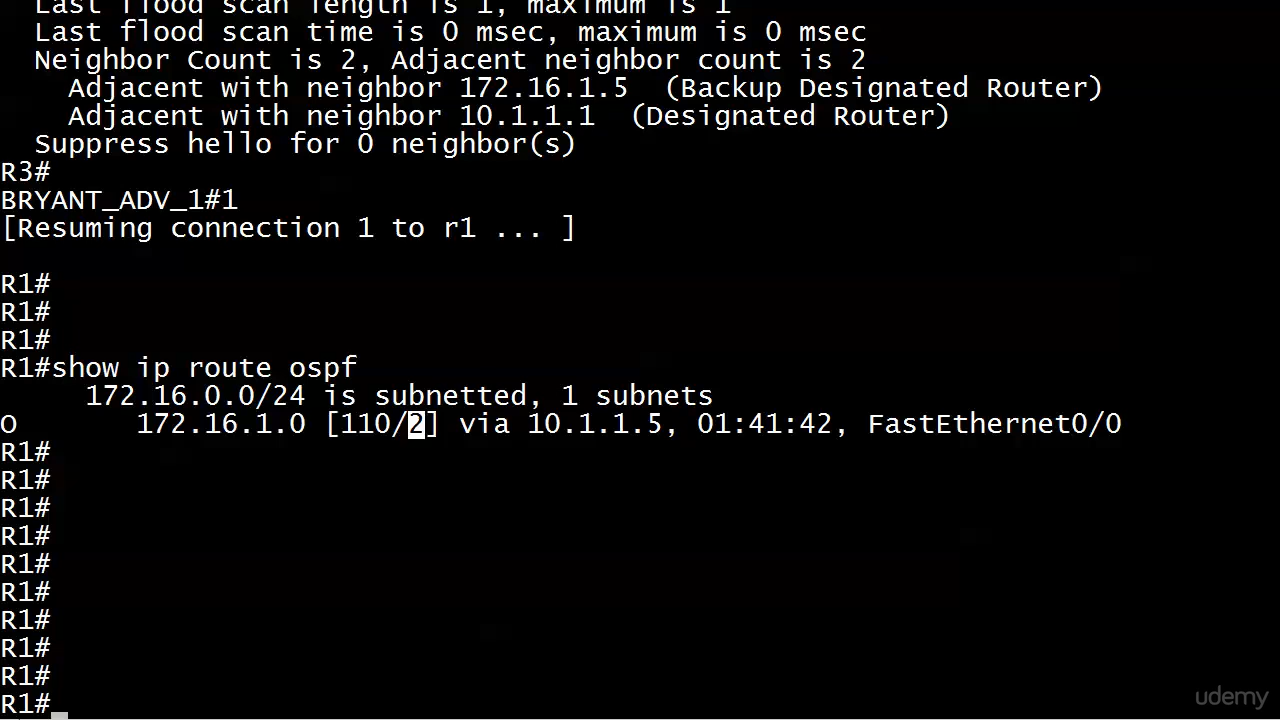 Last flood scan length is 1, maximum is 1
Last flood scan time is 0 msec, maximum is 0 msec
Neighbor Count is 2, Adjacent neighbor count is 2
Adjacent with neighbor 172.16.1.5  (Backup Designated Router)
Adjacent with neighbor 10.1.1.1  (Designated Router)
Suppress hello for 0 neighbor(s)
R3#
BRYANT_ADV_1#1
[Resuming connection 1 to r1 ... ]
R1#
R1#
R1#
R1#show ip route ospf
172.16.0.0/24 is subnetted, 1 subnets
O       172.16.1.0 [110/2] via 10.1.1.5, 01:41:42, FastEthernet0/0
R1#
R1#
R1#
R1#
R1#
R1#
R1#
R1#
R1#
R1#
udemy